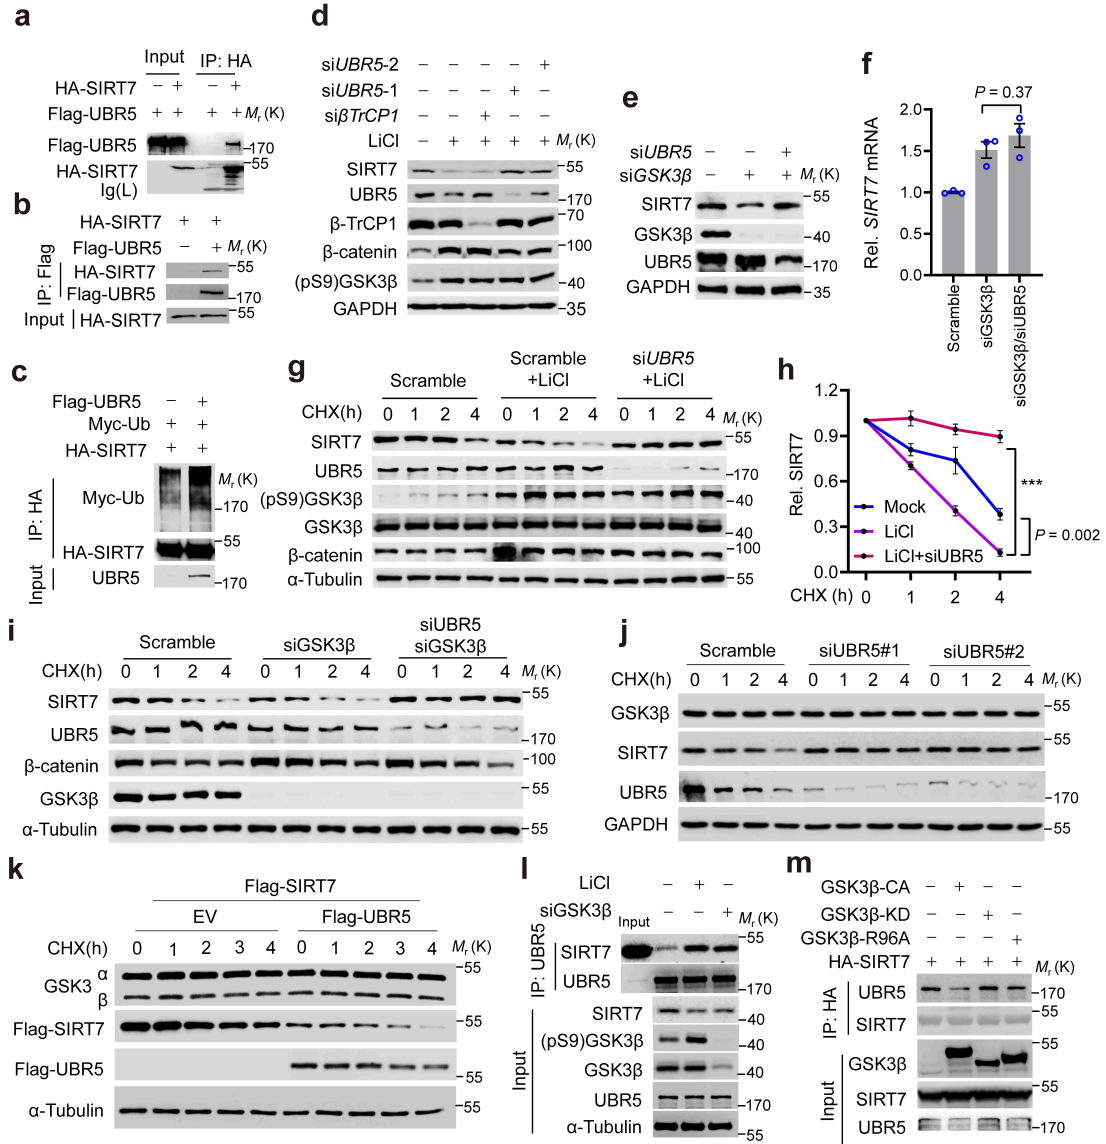 a
Input IP: HA
HA-SIRT7 – + – +
Flag-UBR5 + + + + Mr (K)
Flag-UBR5 170
HA-SIRT7 55
Ig(L)
b
HA-SIRT7 + +
Flag-UBR5 – + Mr (K)
IP: Flag
HA-SIRT7 55
Flag-UBR5 170
Input HA-SIRT7 55
c
Flag-UBR5 – +
Myc-Ub + +
HA-SIRT7 + +
Mr (K)
IP: HA
Myc-Ub 170
HA-SIRT7 55
Input UBR5 170
d
siUBR5-2 – – – – +
siUBR5-1 – – – + –
siβTrCP1 – – + – –
LiCl – + + + + Mr (K)
SIRT7 55
UBR5 170
β-TrCP1 70
β-catenin 100
(pS9)GSK3β 40
GAPDH 35
e
siUBR5 – – +
siGSK3β – + + Mr (K)
SIRT7 55
GSK3β 40
UBR5 170
GAPDH 35
f
P = 0.37
Rel. SIRT7 mRNA
2.0
1.5
1.0
0.5
0.0
Scramble
siGSK3β
siGSK3β/siUBR5
g
Scramble Scramble +LiCl siUBR5 +LiCl
CHX(h) 0 1 2 4 0 1 2 4 0 1 2 4 Mr (K)
SIRT7 55
UBR5 170
(pS9)GSK3β 40
GSK3β 40
β-catenin 100
α-Tubulin 55
h
Rel. SIRT7
1.2
0.9
0.6
0.3
0.0
Mock
LiCl
LiCl+siUBR5
***
P = 0.002
CHX (h) 0 1 2 4
i
Scramble siGSK3β siUBR5 siGSK3β
CHX(h) 0 1 2 4 0 1 2 4 0 1 2 4 Mr (K)
SIRT7 55
UBR5 170
β-catenin 100
GSK3β 55
α-Tubulin 55
j
Scramble siUBR5#1 siUBR5#2
CHX(h) 0 1 2 4 0 1 2 4 0 1 2 4 Mr (K)
GSK3β 55
SIRT7 55
UBR5 170
GAPDH 55
k
Flag-SIRT7
EV Flag-UBR5
CHX(h) 0 1 2 3 4 0 1 2 3 4 Mr (K)
GSK3 α β 55
Flag-SIRT7 55
Flag-UBR5 55
α-Tubulin 55
l
LiCl – + –
siGSK3β Input – – + Mr (K)
IP: UBR5
SIRT7 55
UBR5 170
Input
SIRT7 40
(pS9)GSK3β 40
GSK3β 40
UBR5 170
α-Tubulin 55
m
GSK3β-CA – + – –
GSK3β-KD – – + –
GSK3β-R96A – – – +
HA-SIRT7 + + + + Mr (K)
IP: HA
UBR5 170
SIRT7
Input
GSK3β 55
SIRT7 55
UBR5 170